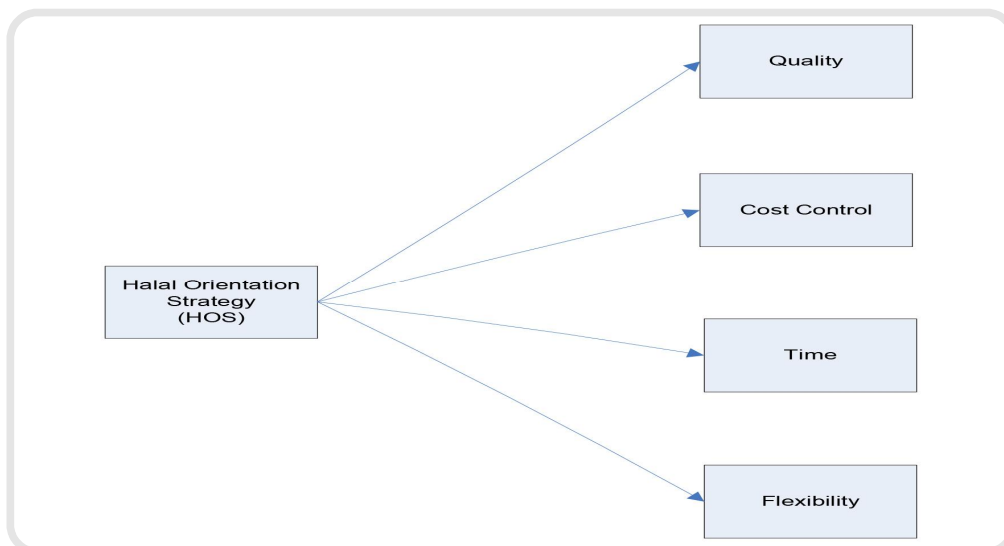 Quality
Cost Control
Halal Orientation
Strategy
(HOS)
Time
Flexibility